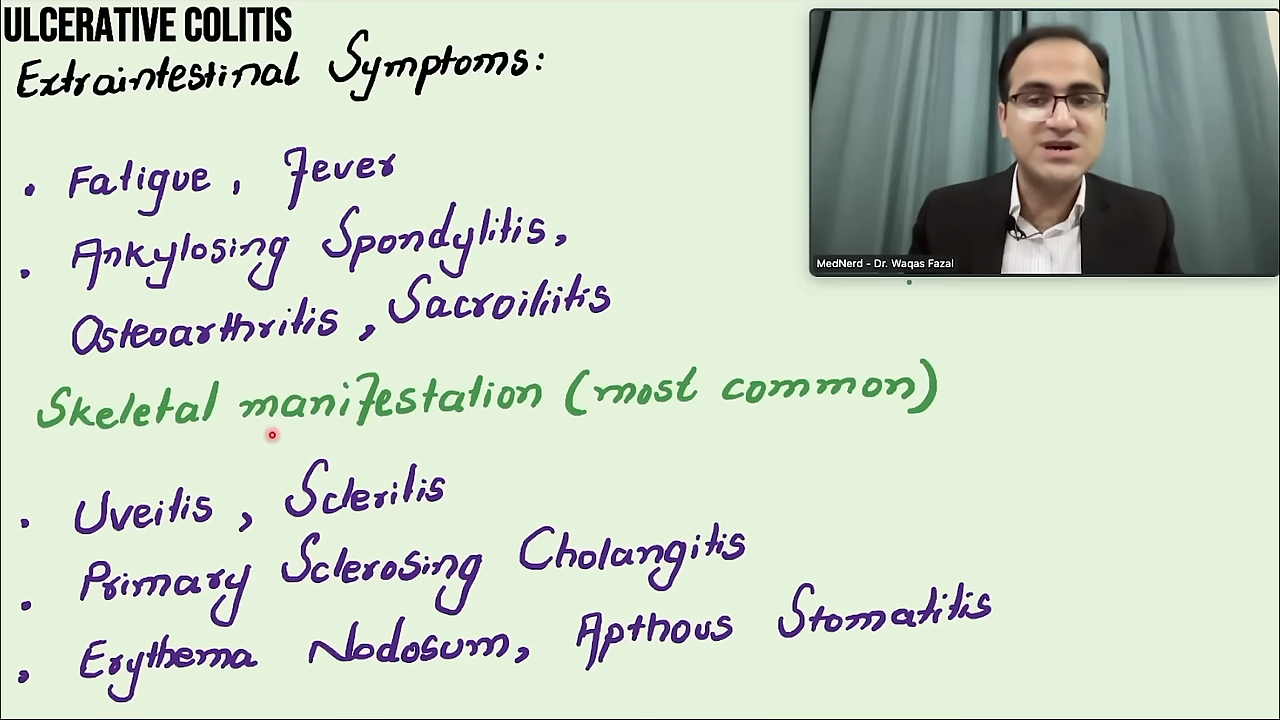 ULCERATIVE COLITIS
Extraintestinal Symptoms:
• Fatigue, Fever
• Ankylosing Spondylitis,
Osteoarthritis, Sacroiliitis
Skeletal manifestation (most common)
• Uveitis, Scleritis
• Primary Sclerosing Cholangitis
• Erythema Nodosum, Apthous Stomatitis
MedNerd - Dr. Waqas Fazal